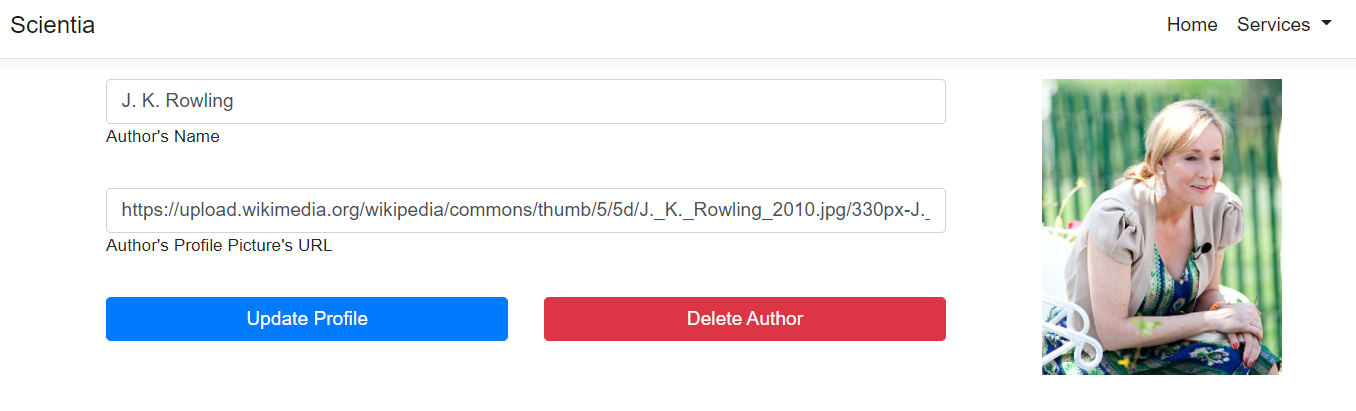 Scientia Home Services
J. K. Rowling
Author's Name
https://upload.wikimedia.org/wikipedia/commons/thumb/5/5d/J._K._Rowling_2010.jpg/330px-J._
Author's Profile Picture's URL
Update Profile Delete Author